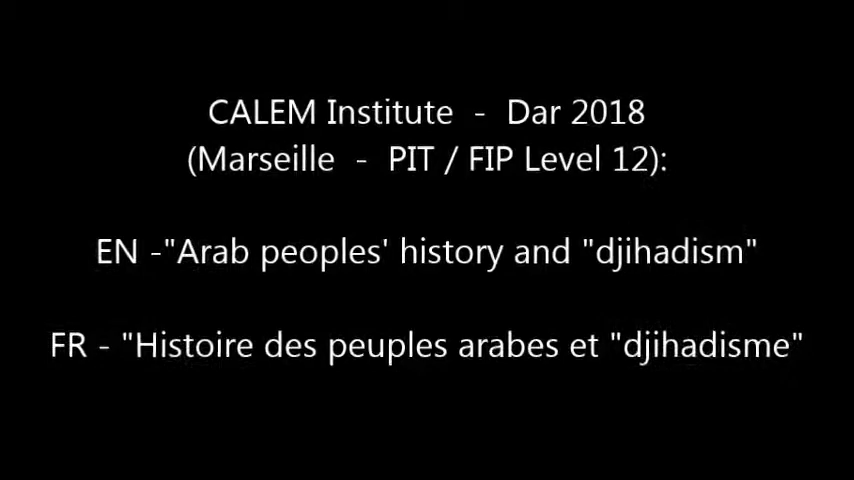 CALEM Institute - Dar 2018
(Marseille - PIT / FIP Level 12):
EN -"Arab peoples' history and "djihadism"
FR - "Histoire des peuples arabes et "djihadisme"